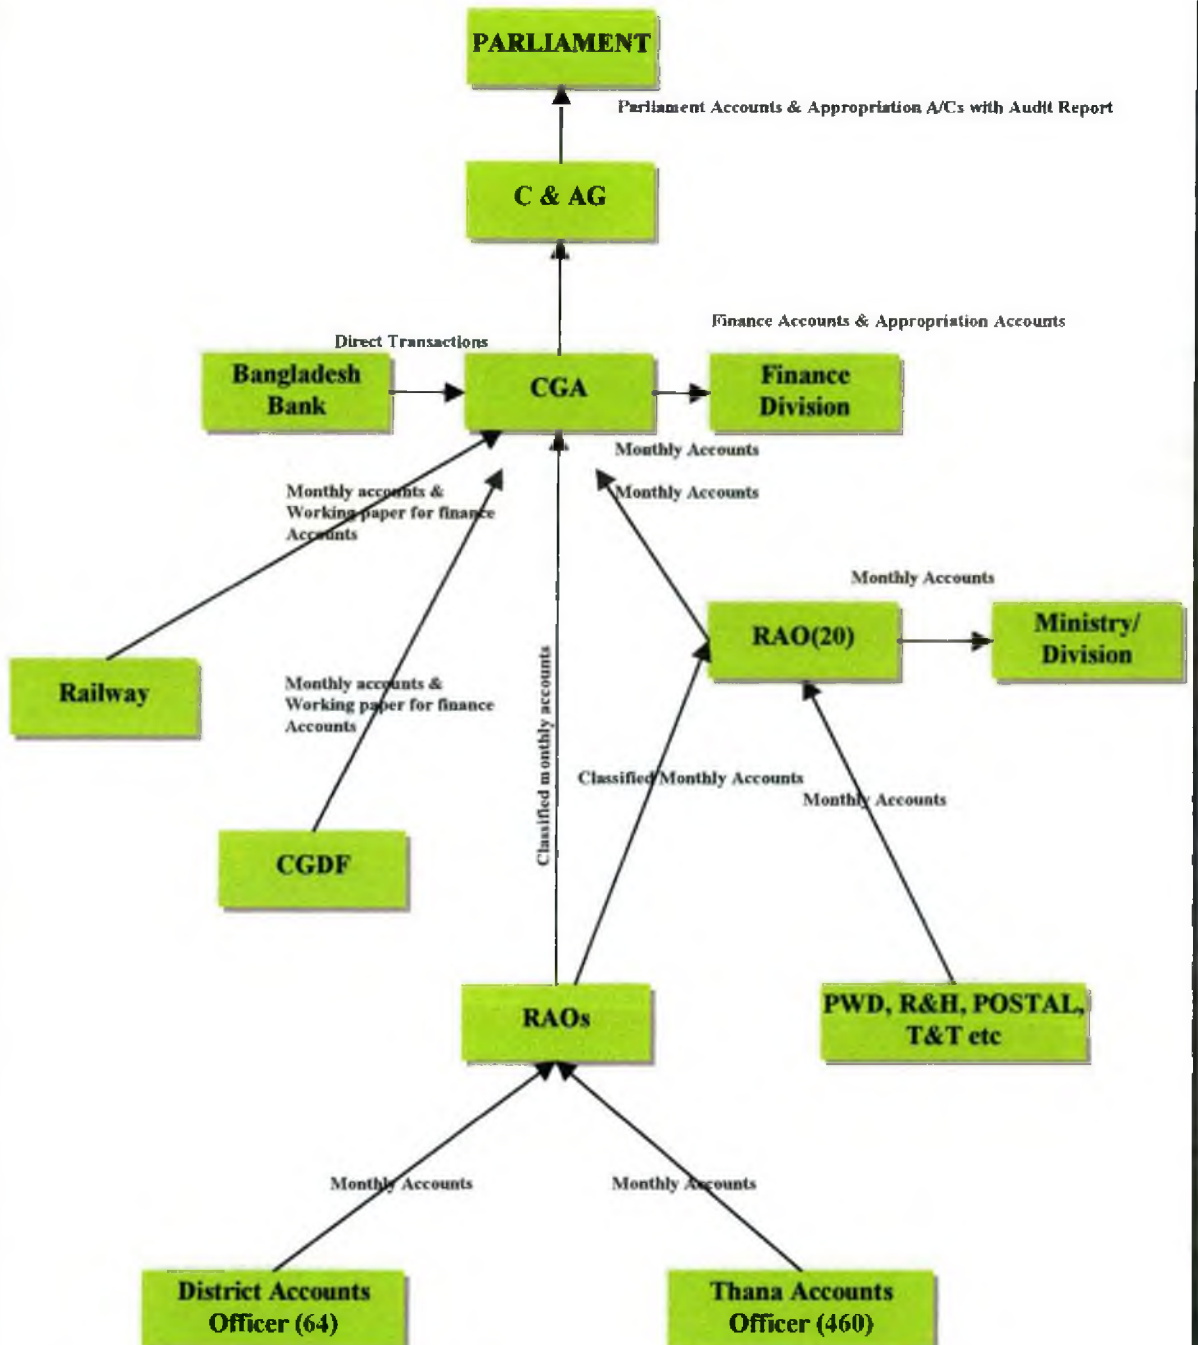 PARLIAMENT
Parliament Accounts & Appropriation A/Cs with Audit Report
C & AG
Finance Accounts & Appropriation Accounts
Direct Transactions
Bangladesh
Bank
CGA
Finance
Division
Monthly Accounts
Monthly accounts &
Working paper for finance
Accounts
Monthly Accounts
Monthly Accounts
RAO(20)
Ministry/
Division
Railway
Monthly accounts &
Working paper for finance
Accounts
Classified monthly accounts
Classified Monthly Accounts
Monthly Accounts
CGDF
RAOs
PWD, R&H, POSTAL,
T&T etc
Monthly Accounts
Monthly Accounts
District Accounts
Officer (64)
Thana Accounts
Officer (460)